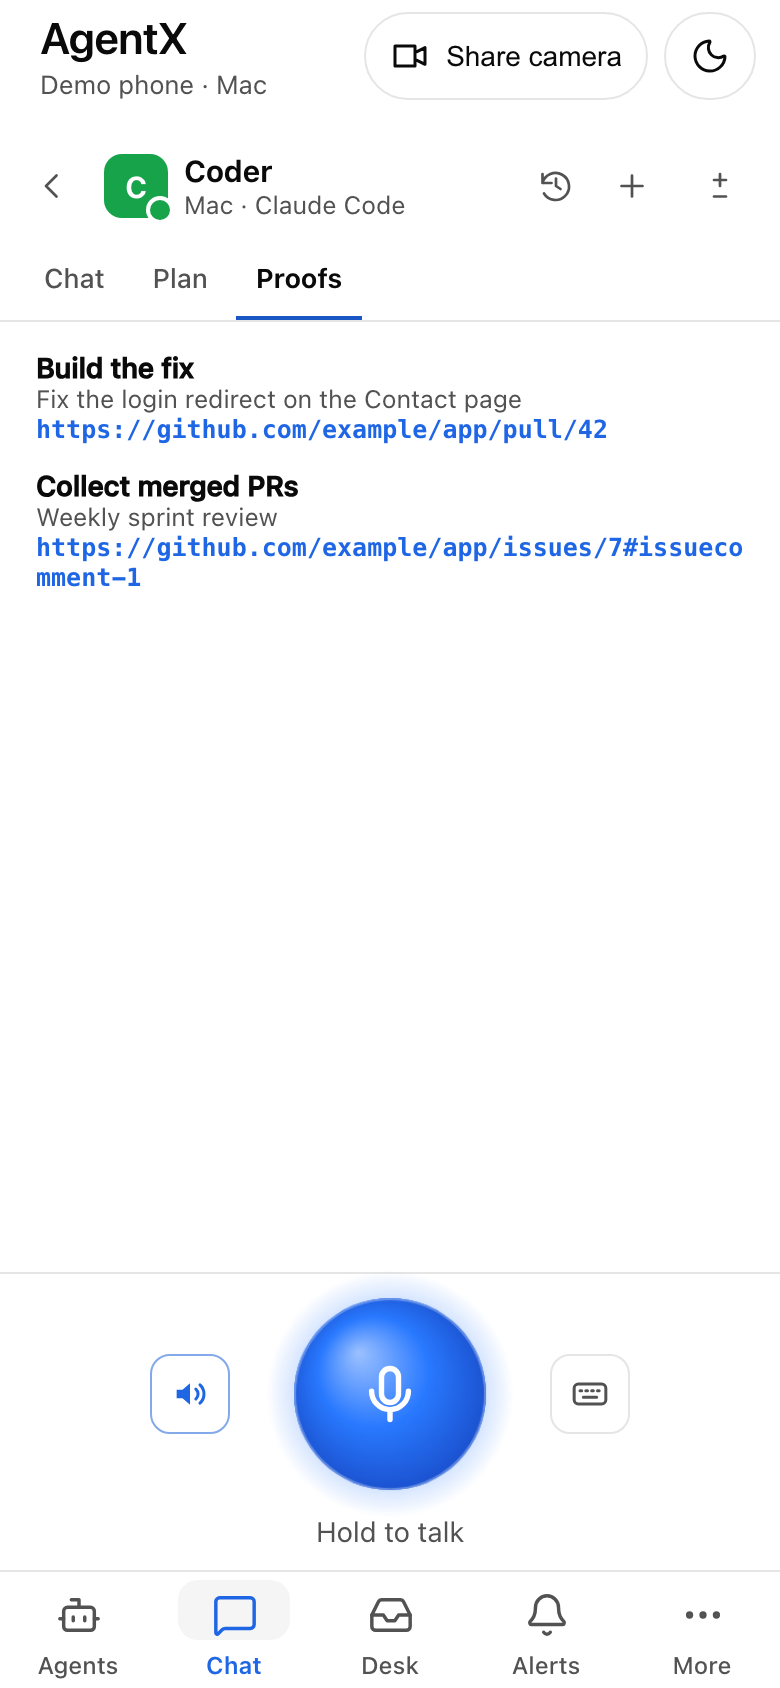 AgentX
Demo phone · Mac
Share camera
C
Coder
Mac · Claude Code
Chat
Plan
Proofs
Build the fix
Fix the login redirect on the Contact page
https://github.com/example/app/pull/42
Collect merged PRs
Weekly sprint review
https://github.com/example/app/issues/7#issueco
mment-1
Hold to talk
Agents
Chat
Desk
Alerts
More